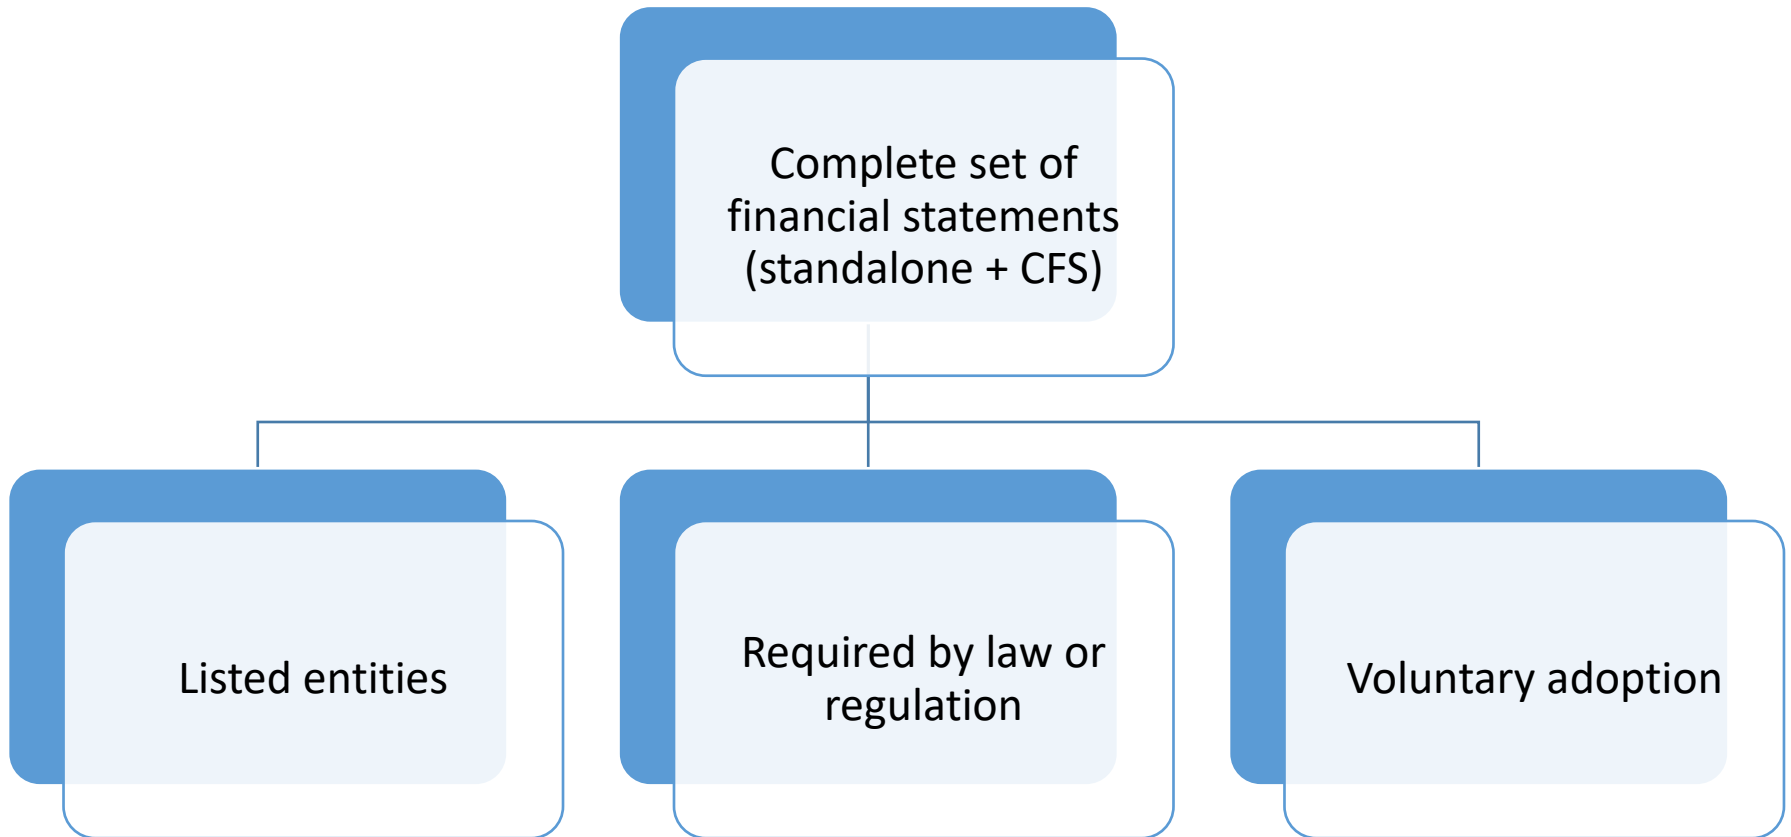 Complete set of
financial statements
(standalone + CFS)
Listed entities
Required by law or
regulation
Voluntary adoption